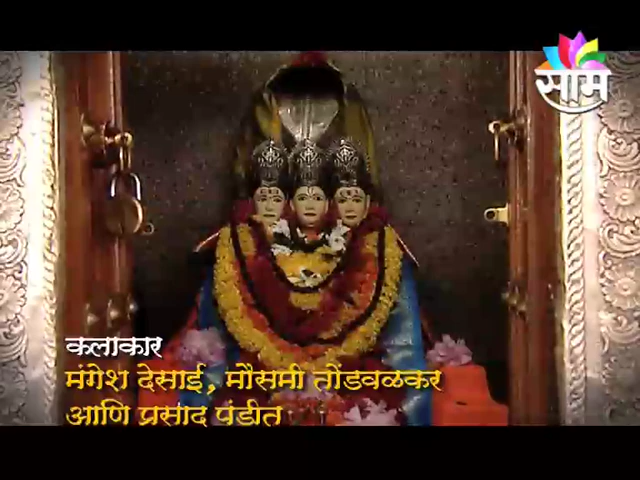 साम
कलाकार
मंगेश देसाई, मौसमी तोंडवळकर
आणि प्रसाद पंडीत